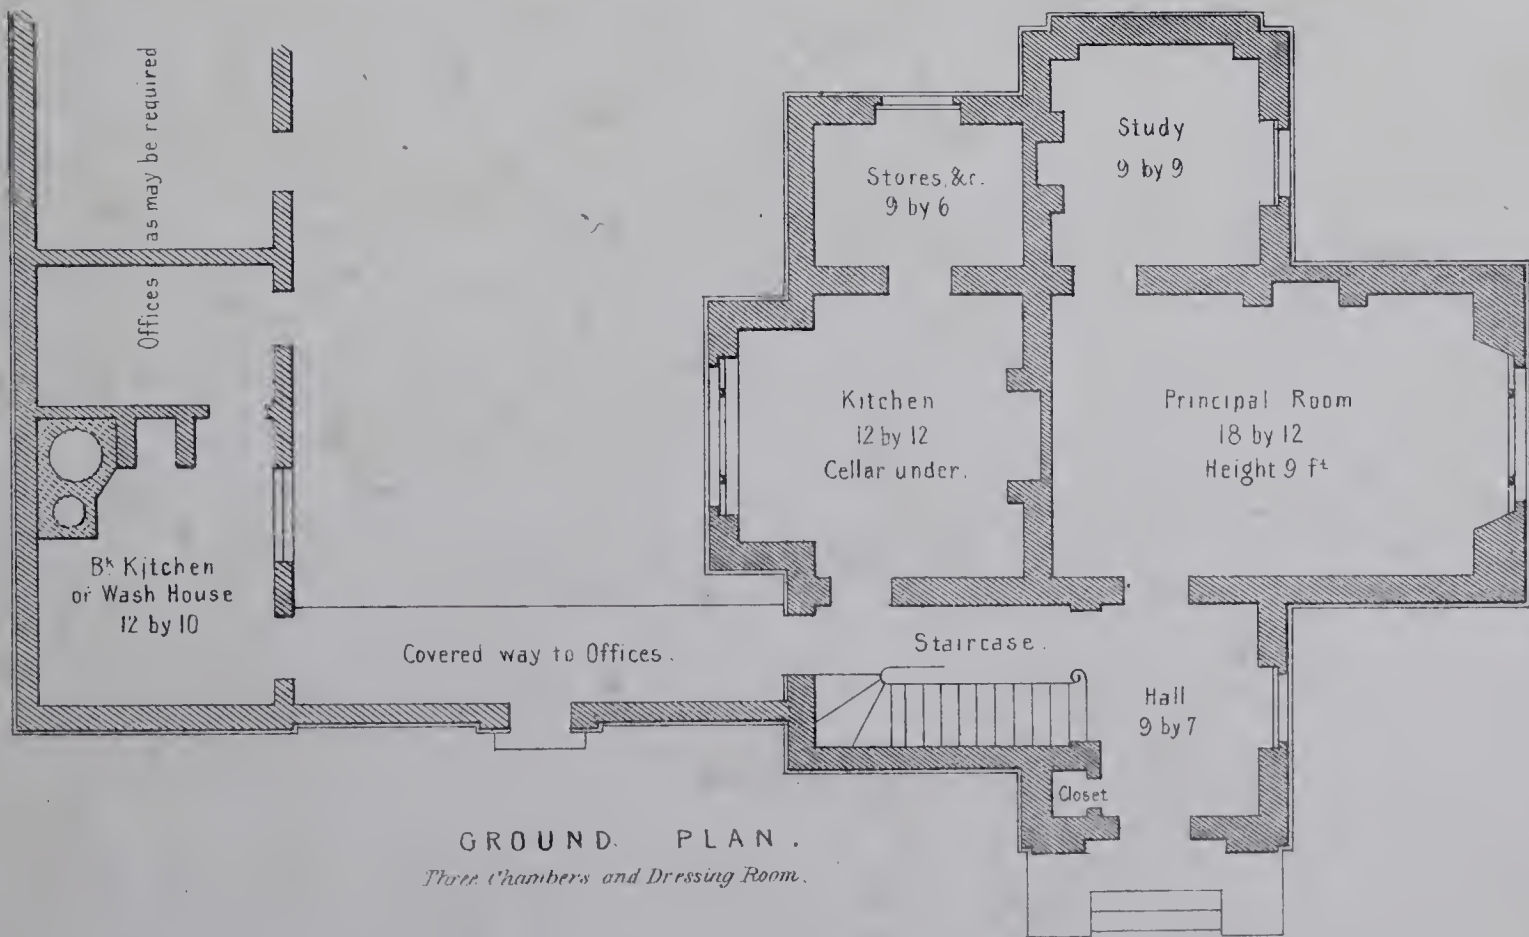 Offices as may be required
Study
9 by 9
Stores, &c.
9 by 6
Kitchen
12 by 12
Cellar under.
Principal Room
18 by 12
Height 9 ft
Bk Kitchen
or Wash House
12 by 10
Covered way to Offices.
Staircase.
Hall
9 by 7
Closet
GROUND. PLAN.
Three Chambers and Dressing Room.